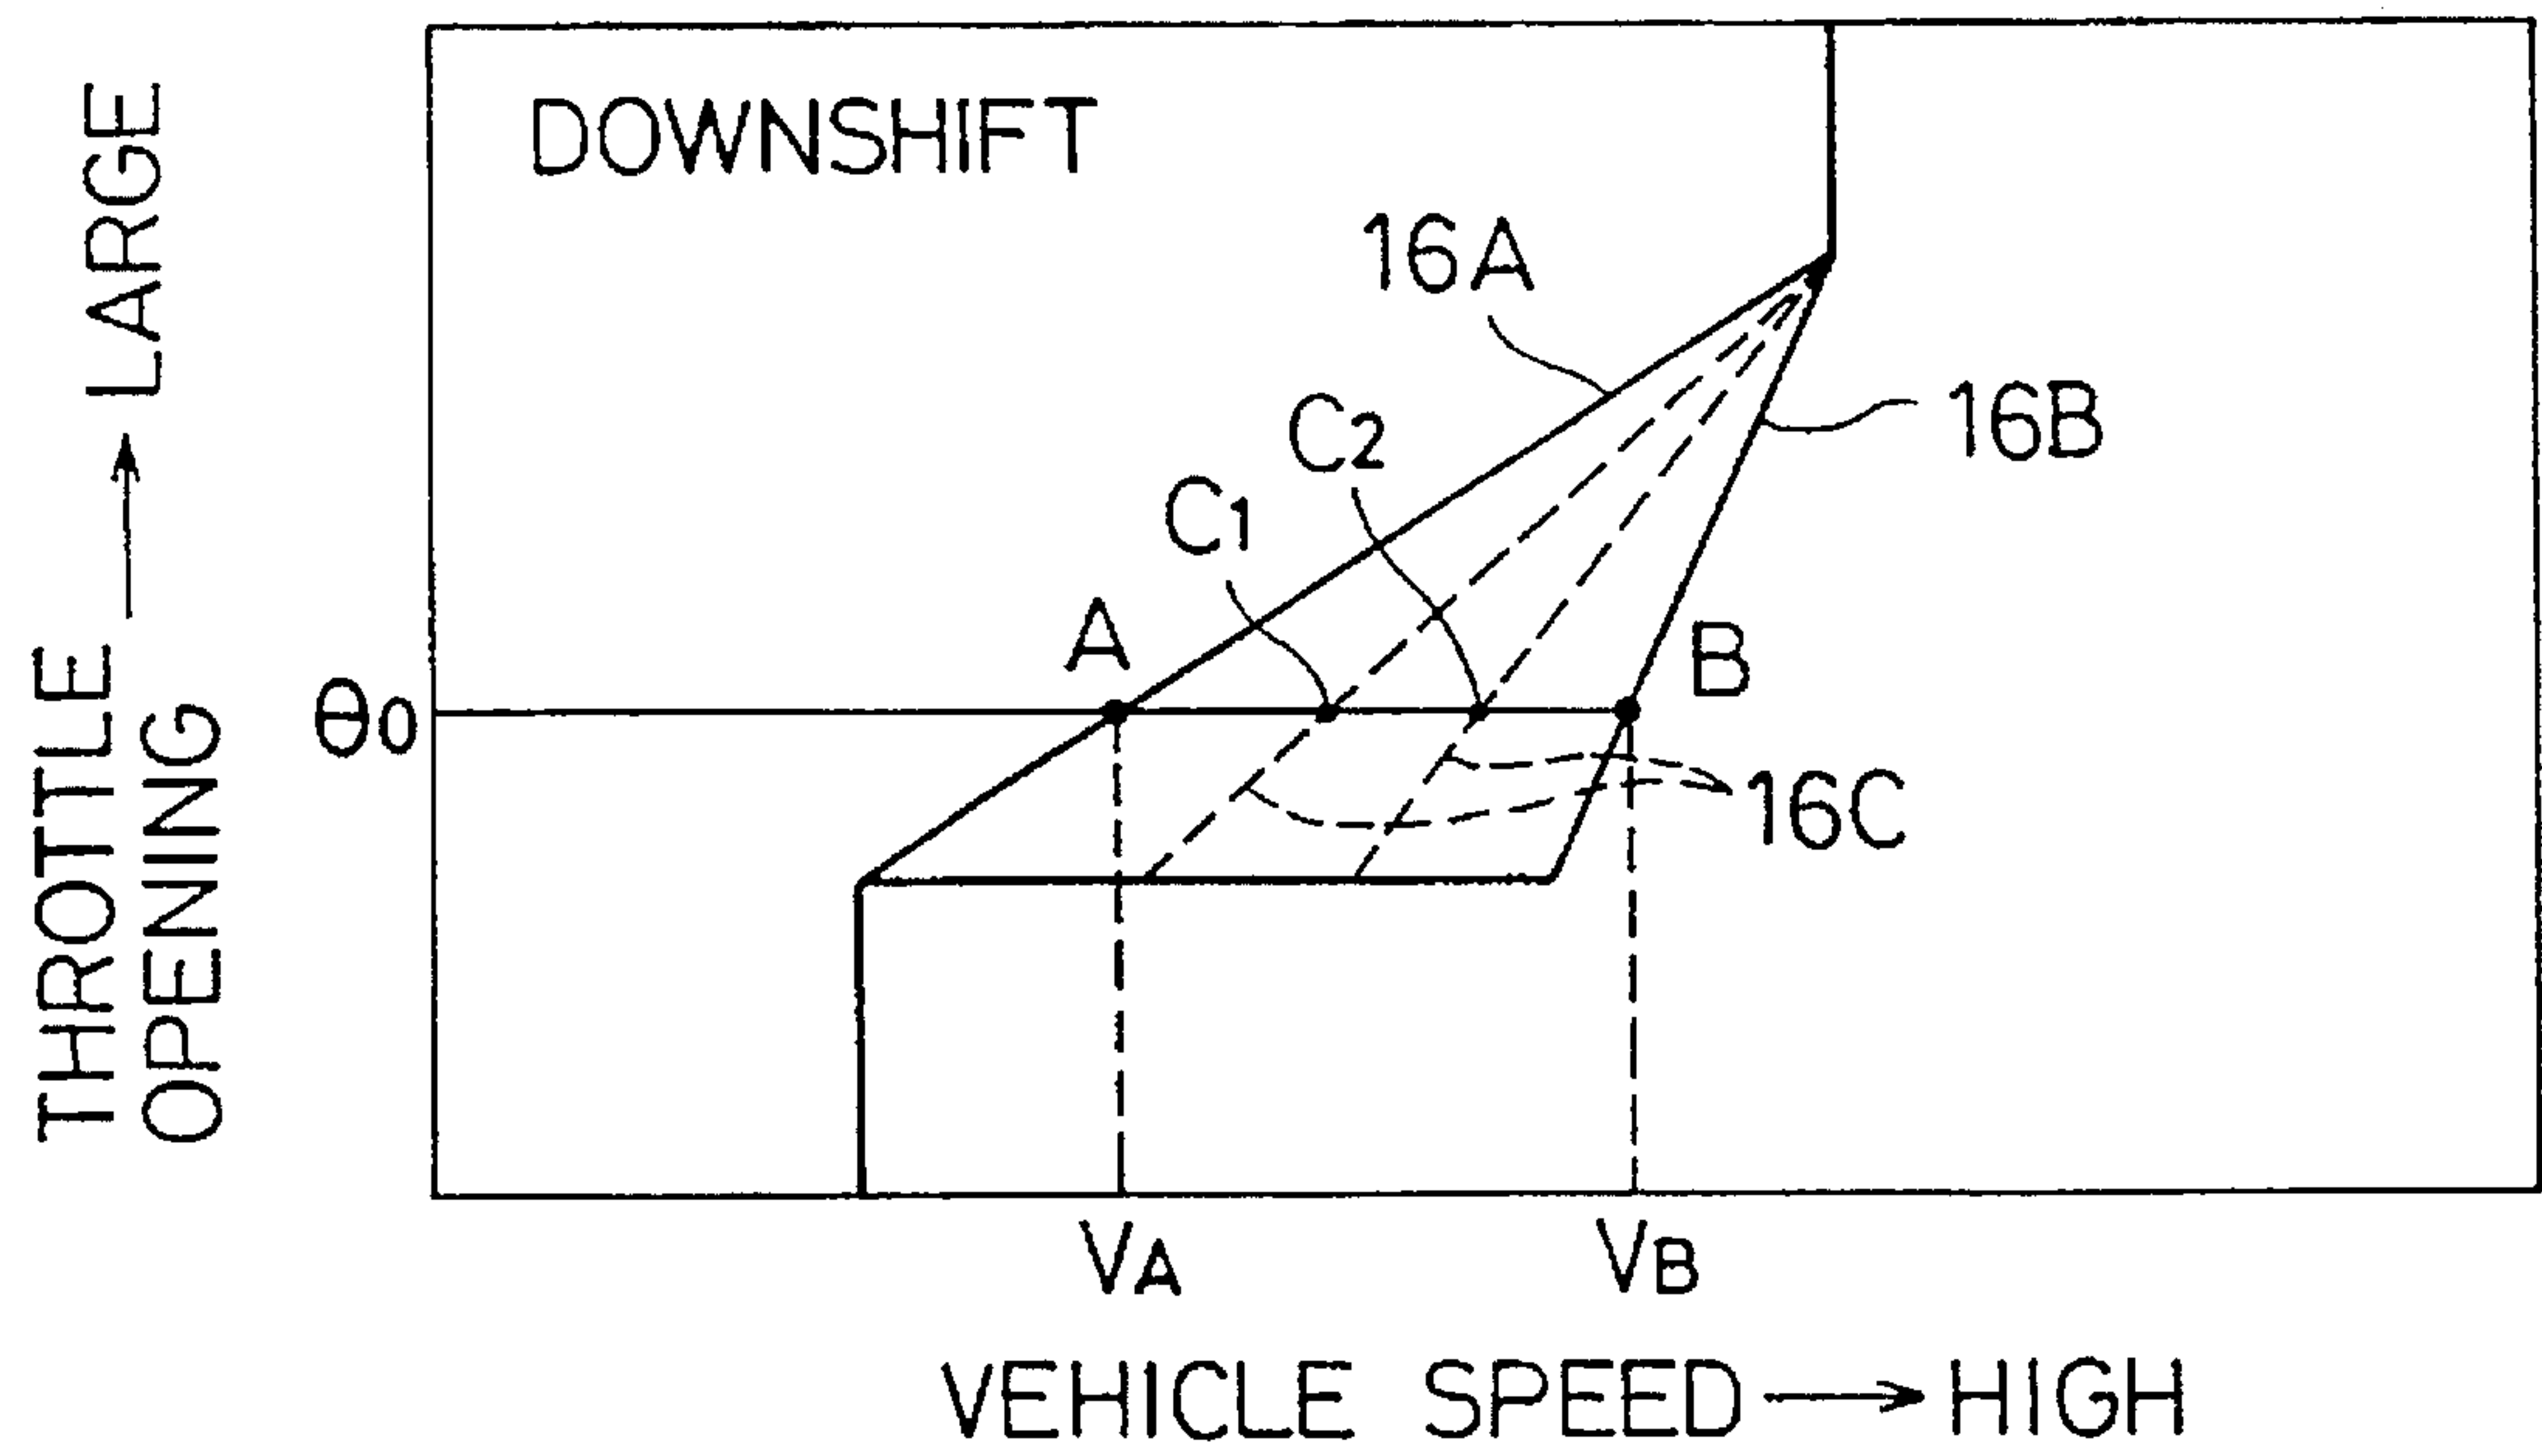 DOWNSHIFT
16A
16B
C2
C1
A
B
θ0
16C
THROTTLE
OPENING → LARGE
VA
VB
VEHICLE SPEED → HIGH